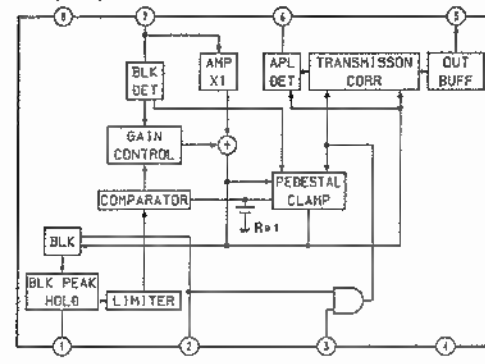 8 7 6 5
BLK
DET
AMP
X1
APL
DET
TRANSMISSON
CORR
OUT
BUFF
GAIN
CONTROL
+
COMPARATOR
PEDESTAL
CLAMP
Ref
BLK
BLK PEAK
HOLD
LIMITER
1 2 3 4